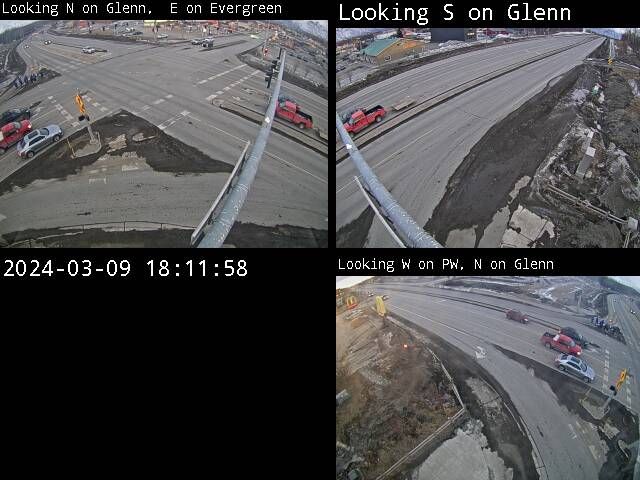 Looking N on Glenn, E on Evergreen
Looking S on Glenn
2024-03-09 18:11:58
Looking W on PW, N on Glenn